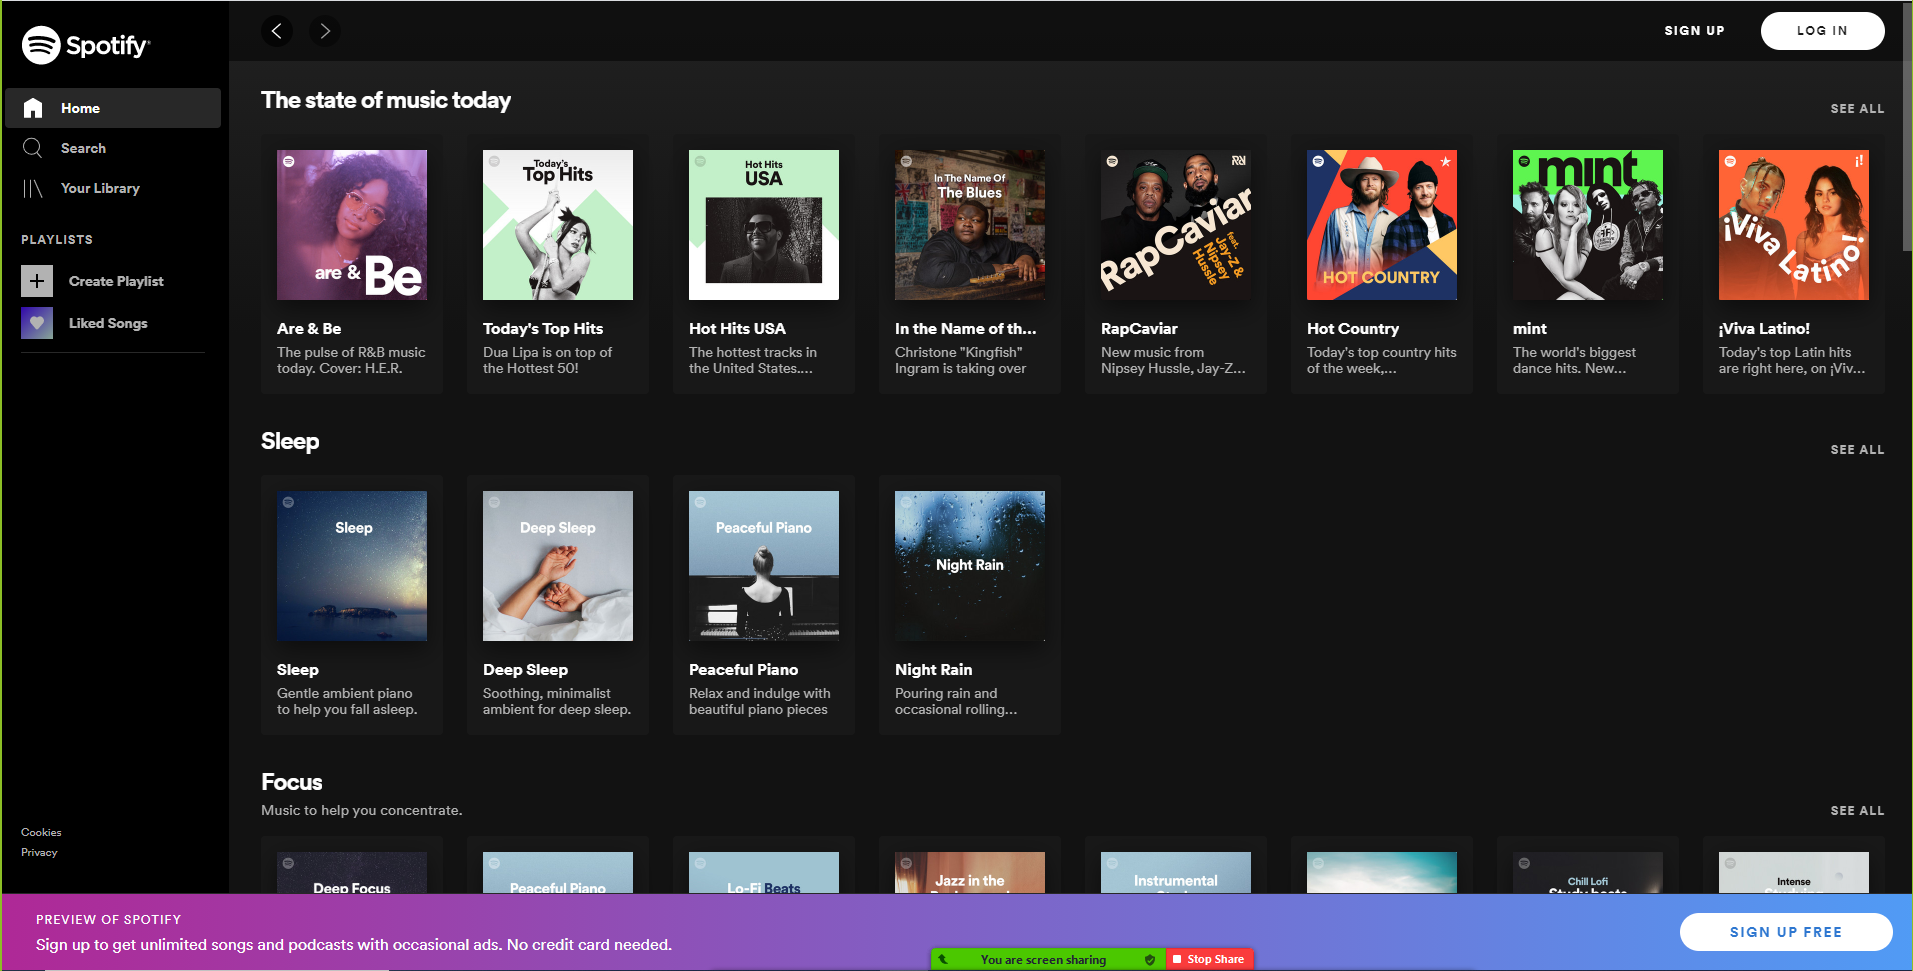 Spotify
SIGN UP
LOG IN
Home
Search
Your Library
PLAYLISTS
Create Playlist
Liked Songs
Cookies
Privacy
The state of music today
SEE ALL
are & Be
Today's
Top Hits
Hot Hits
USA
In The Name Of
The Blues
RapCaviar
feat.
Jay-Z &
Nipsey
Hussle
HOT COUNTRY
mint
¡Viva Latino!
Are & Be
The pulse of R&B music
today. Cover: H.E.R.
Today's Top Hits
Dua Lipa is on top of
the Hottest 50!
Hot Hits USA
The hottest tracks in
the United States....
In the Name of th...
Christone "Kingfish"
Ingram is taking over
RapCaviar
New music from
Nipsey Hussle, Jay-Z...
Hot Country
Today's top country hits
of the week,...
mint
The world's biggest
dance hits. New...
¡Viva Latino!
Today's top Latin hits
are right here, on ¡Viv...
Sleep
SEE ALL
Sleep
Deep Sleep
Peaceful Piano
Night Rain
Sleep
Gentle ambient piano
to help you fall asleep.
Deep Sleep
Soothing, minimalist
ambient for deep sleep.
Peaceful Piano
Relax and indulge with
beautiful piano pieces
Night Rain
Pouring rain and
occasional rolling...
Focus
Music to help you concentrate.
SEE ALL
Deep Focus
Peaceful Piano
Lo-Fi Beats
Jazz in the
Instrumental
Chill Lofi
Study beats
Intense
PREVIEW OF SPOTIFY
Sign up to get unlimited songs and podcasts with occasional ads. No credit card needed.
SIGN UP FREE
You are screen sharing
Stop Share